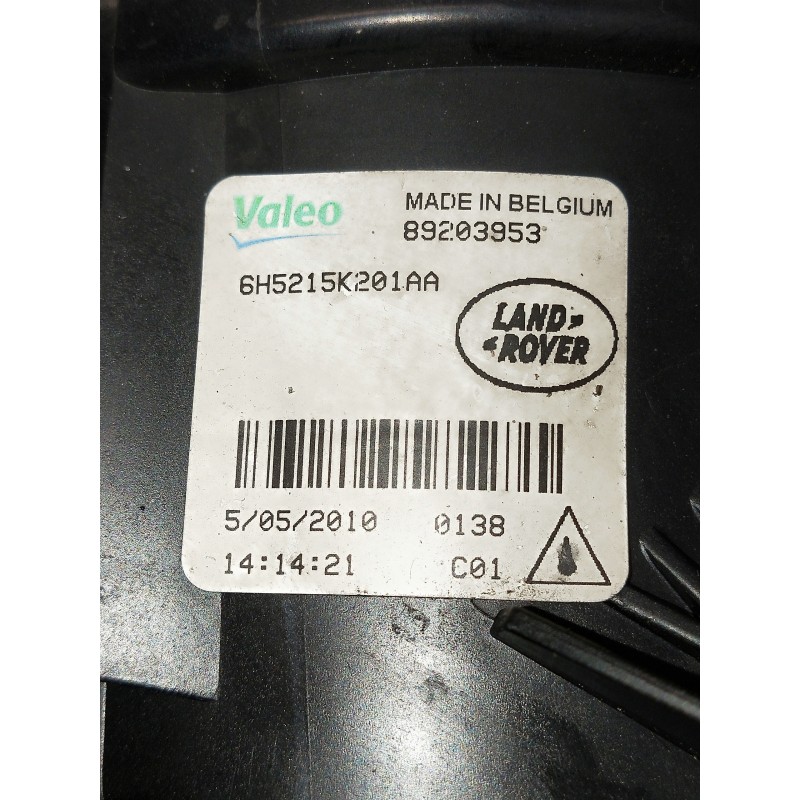 Valeo
MADE IN BELGIUM
89203953
6H5215K201AA
LAND
ROVER
5/05/2010 0138
14:14:21 C01